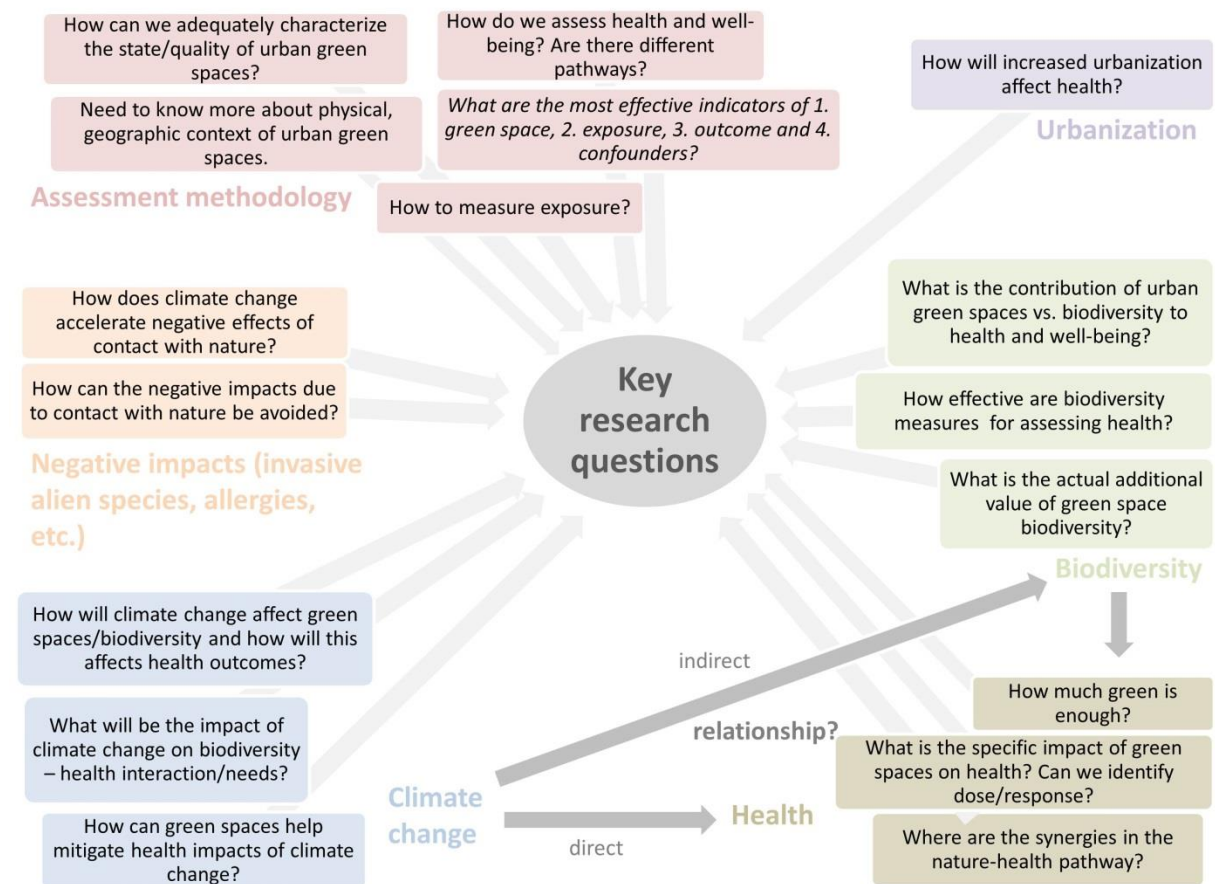 How can we adequately characterize
the state/quality of urban green
spaces?
Need to know more about physical,
geographic context of urban green
spaces.
Assessment methodology
How do we assess health and well-
being? Are there different
pathways?
What are the most effective indicators of 1.
green space, 2. exposure, 3. outcome and 4.
confounders?
How to measure exposure?
How will increased urbanization
affect health?
Urbanization
How does climate change
accelerate negative effects of
contact with nature?
How can the negative impacts due
to contact with nature be avoided?
Negative impacts (invasive
alien species, allergies,
etc.)
Key
research
questions
What is the contribution of urban
green spaces vs. biodiversity to
health and well-being?
How effective are biodiversity
measures for assessing health?
What is the actual additional
value of green space
biodiversity?
Biodiversity
How will climate change affect green
spaces/biodiversity and how will this
affects health outcomes?
What will be the impact of
climate change on biodiversity
– health interaction/needs?
How can green spaces help
mitigate health impacts of climate
change?
Climate
change
indirect
relationship?
direct
Health
How much green is
enough?
What is the specific impact of green
spaces on health? Can we identify
dose/response?
Where are the synergies in the
nature-health pathway?